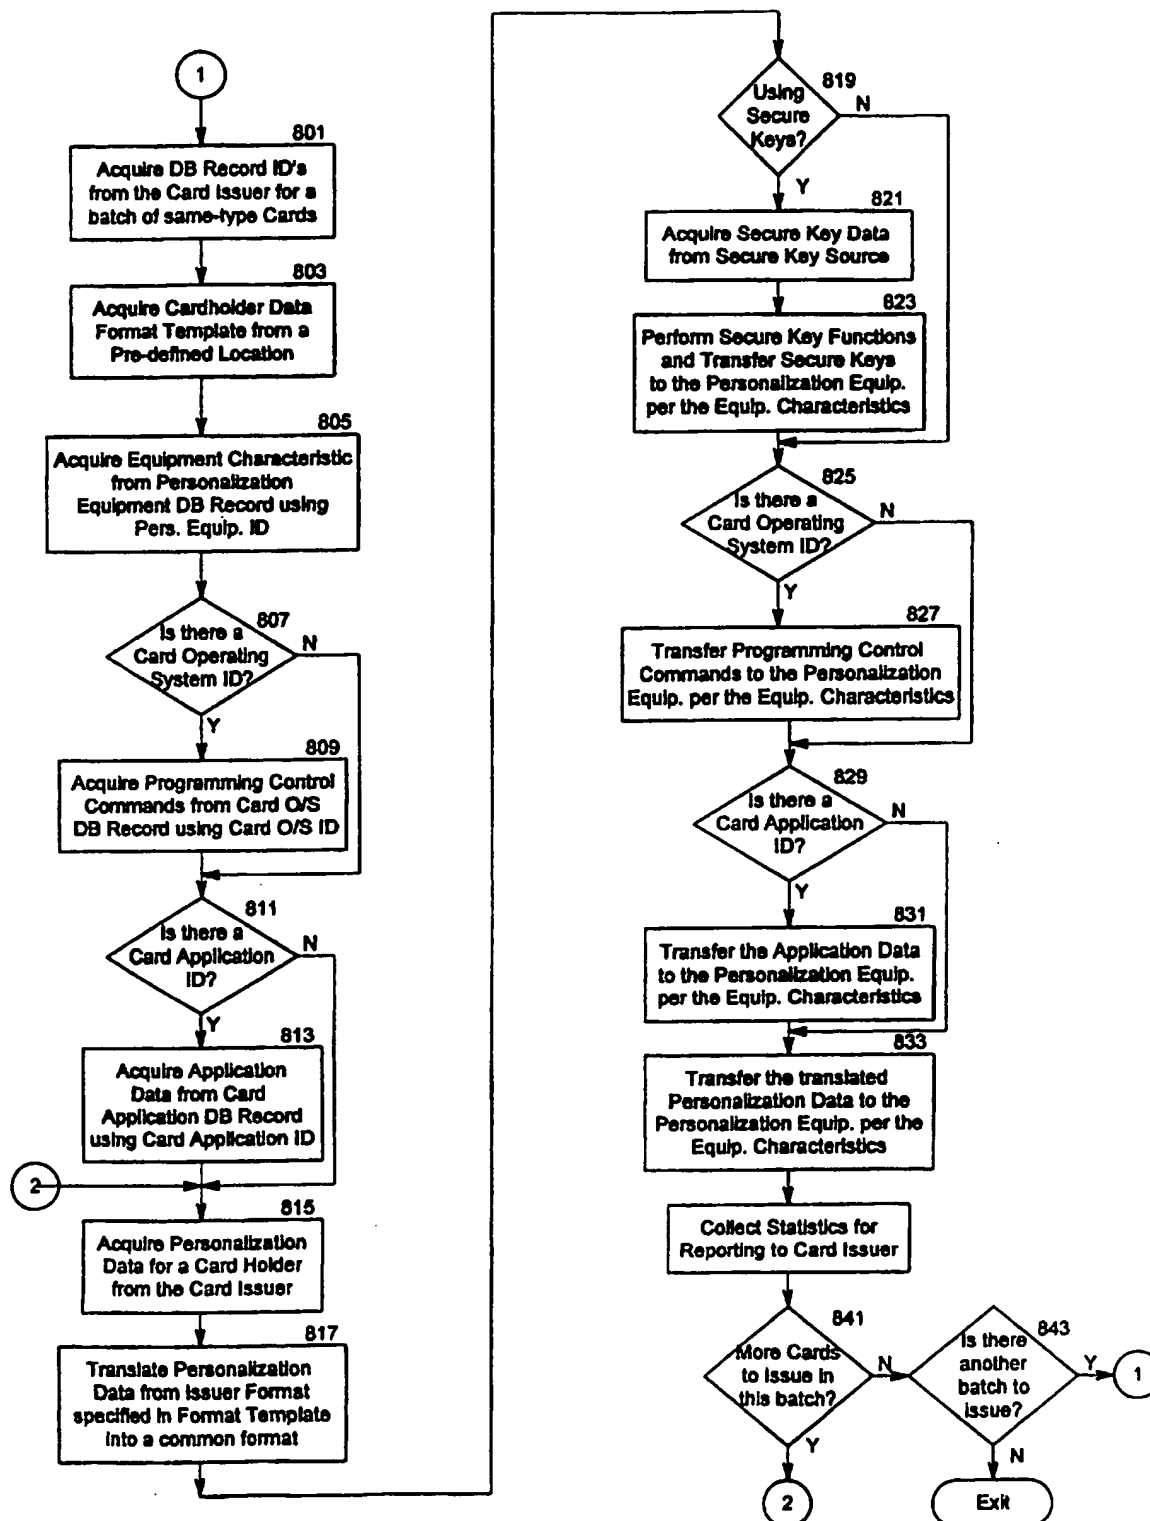 1
801
Acquire DB Record ID's
from the Card Issuer for a
batch of same-type Cards
803
Acquire Cardholder Data
Format Template from a
Pre-defined Location
805
Acquire Equipment Characteristic
from Personalization
Equipment DB Record using
Pers. Equip. ID
807
Is there a
Card Operating
System ID?
N
Y
809
Acquire Programming Control
Commands from Card O/S
DB Record using Card O/S ID
811
Is there a
Card Application
ID?
N
Y
813
Acquire Application
Data from Card
Application DB Record
using Card Application ID
2
815
Acquire Personalization
Data for a Card Holder
from the Card Issuer
817
Translate Personalization
Data from Issuer Format
specified in Format Template
into a common format
819
Using
Secure
Keys?
N
Y
821
Acquire Secure Key Data
from Secure Key Source
823
Perform Secure Key Functions
and Transfer Secure Keys
to the Personalization Equip.
per the Equip. Characteristics
825
Is there a
Card Operating
System ID?
N
Y
827
Transfer Programming Control
Commands to the Personalization
Equip. per the Equip. Characteristics
829
Is there a
Card Application
ID?
N
Y
831
Transfer the Application Data
to the Personalization Equip.
per the Equip. Characteristics
833
Transfer the translated
Personalization Data to the
Personalization Equip. per the
Equip. Characteristics
Collect Statistics for
Reporting to Card Issuer
841
More Cards
to issue in
this batch?
N
Y
2
843
Is there
another
batch to
issue?
Y
1
N
Exit